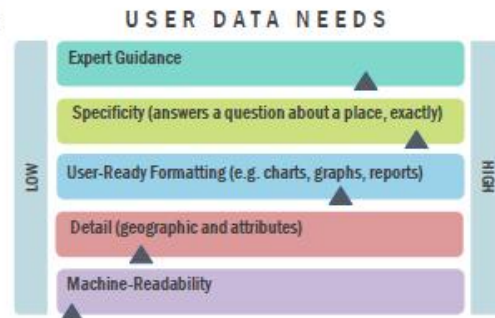 USER DATA NEEDS
Expert Guidance
Specificity (answers a question about a place, exactly)
LOW
User-Ready Formatting (e.g. charts, graphs, reports)
HIGH
Detail (geographic and attributes)
Machine-Readability